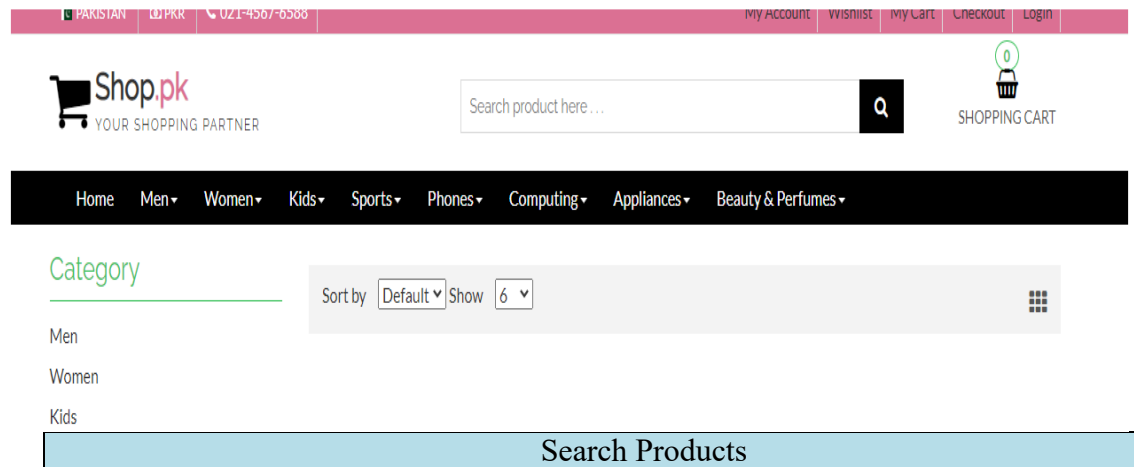 PAKISTAN PKR 021-4567-6588 My Account Wishlist My Cart Checkout Login
0
Shop.pk
YOUR SHOPPING PARTNER
Search product here . . .
SHOPPING CART
Home Men Women Kids Sports Phones Computing Appliances Beauty & Perfumes
Category
Sort by Default Show 6
Men
Women
Kids
Search Products